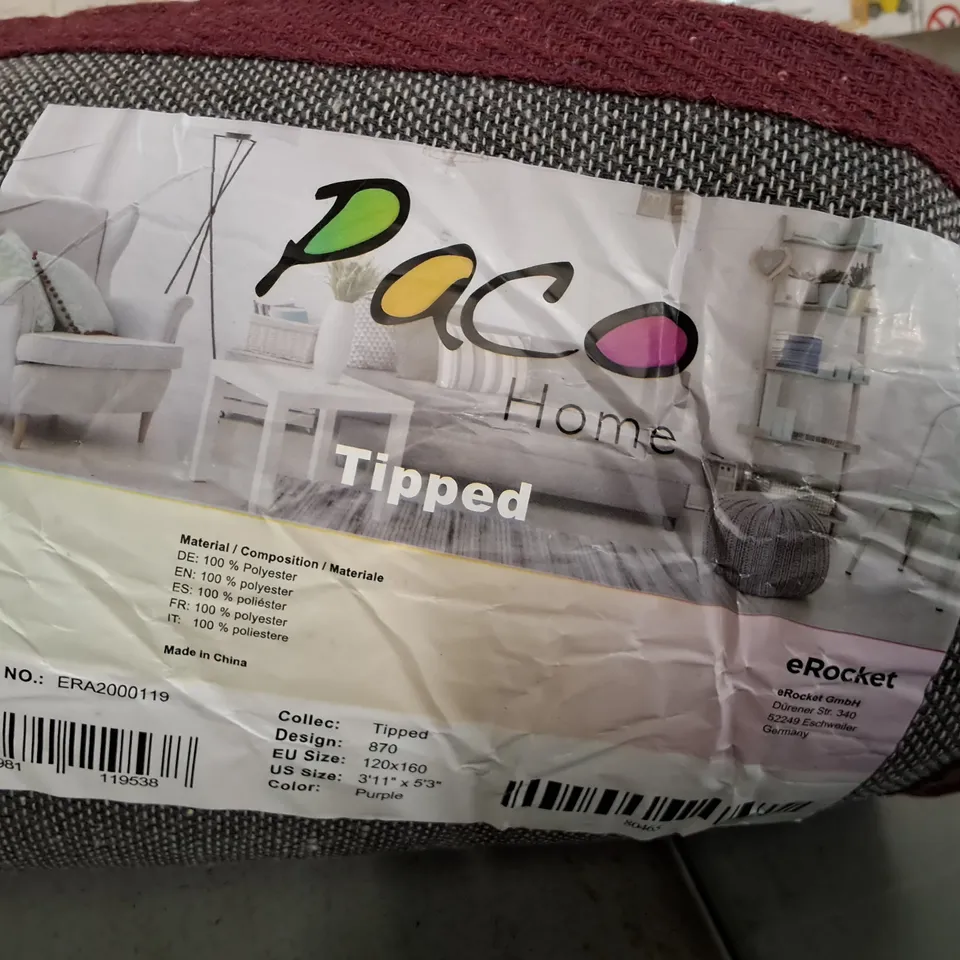 Paco
Home
Tipped
Material / Composition / Materiale
DE: 100 % Polyester
EN: 100 % polyester
ES: 100 % poliéster
FR: 100 % polyester
IT: 100 % poliestere
Made in China
eRocket
eRocket GmbH
Dürener Str. 340
52249 Eschweiler
Germany
NO.: ERA2000119
981 119538
Collec: Tipped
Design: 870
EU Size: 120x160
US Size: 3'11" x 5'3"
Color: Purple